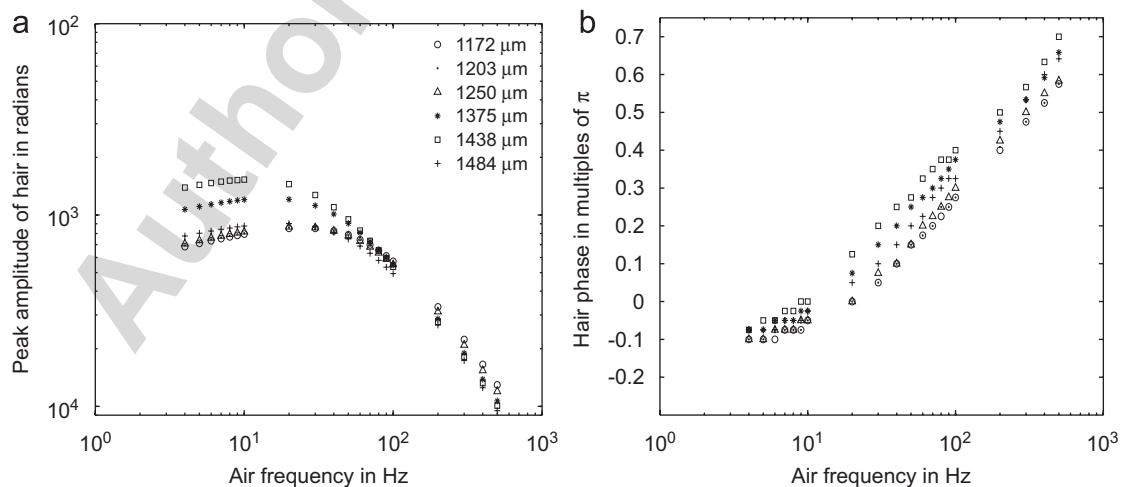 a
10²
10³
10⁴
Peak amplitude of hair in radians
1172 μm
1203 μm
1250 μm
1375 μm
1438 μm
1484 μm
10⁰ 10¹ 10² 10³
Air frequency in Hz
b
0.7
0.6
0.5
0.4
0.3
0.2
0.1
0
-0.1
-0.2
Hair phase in multiples of π
10⁰ 10¹ 10² 10³
Air frequency in Hz
Author